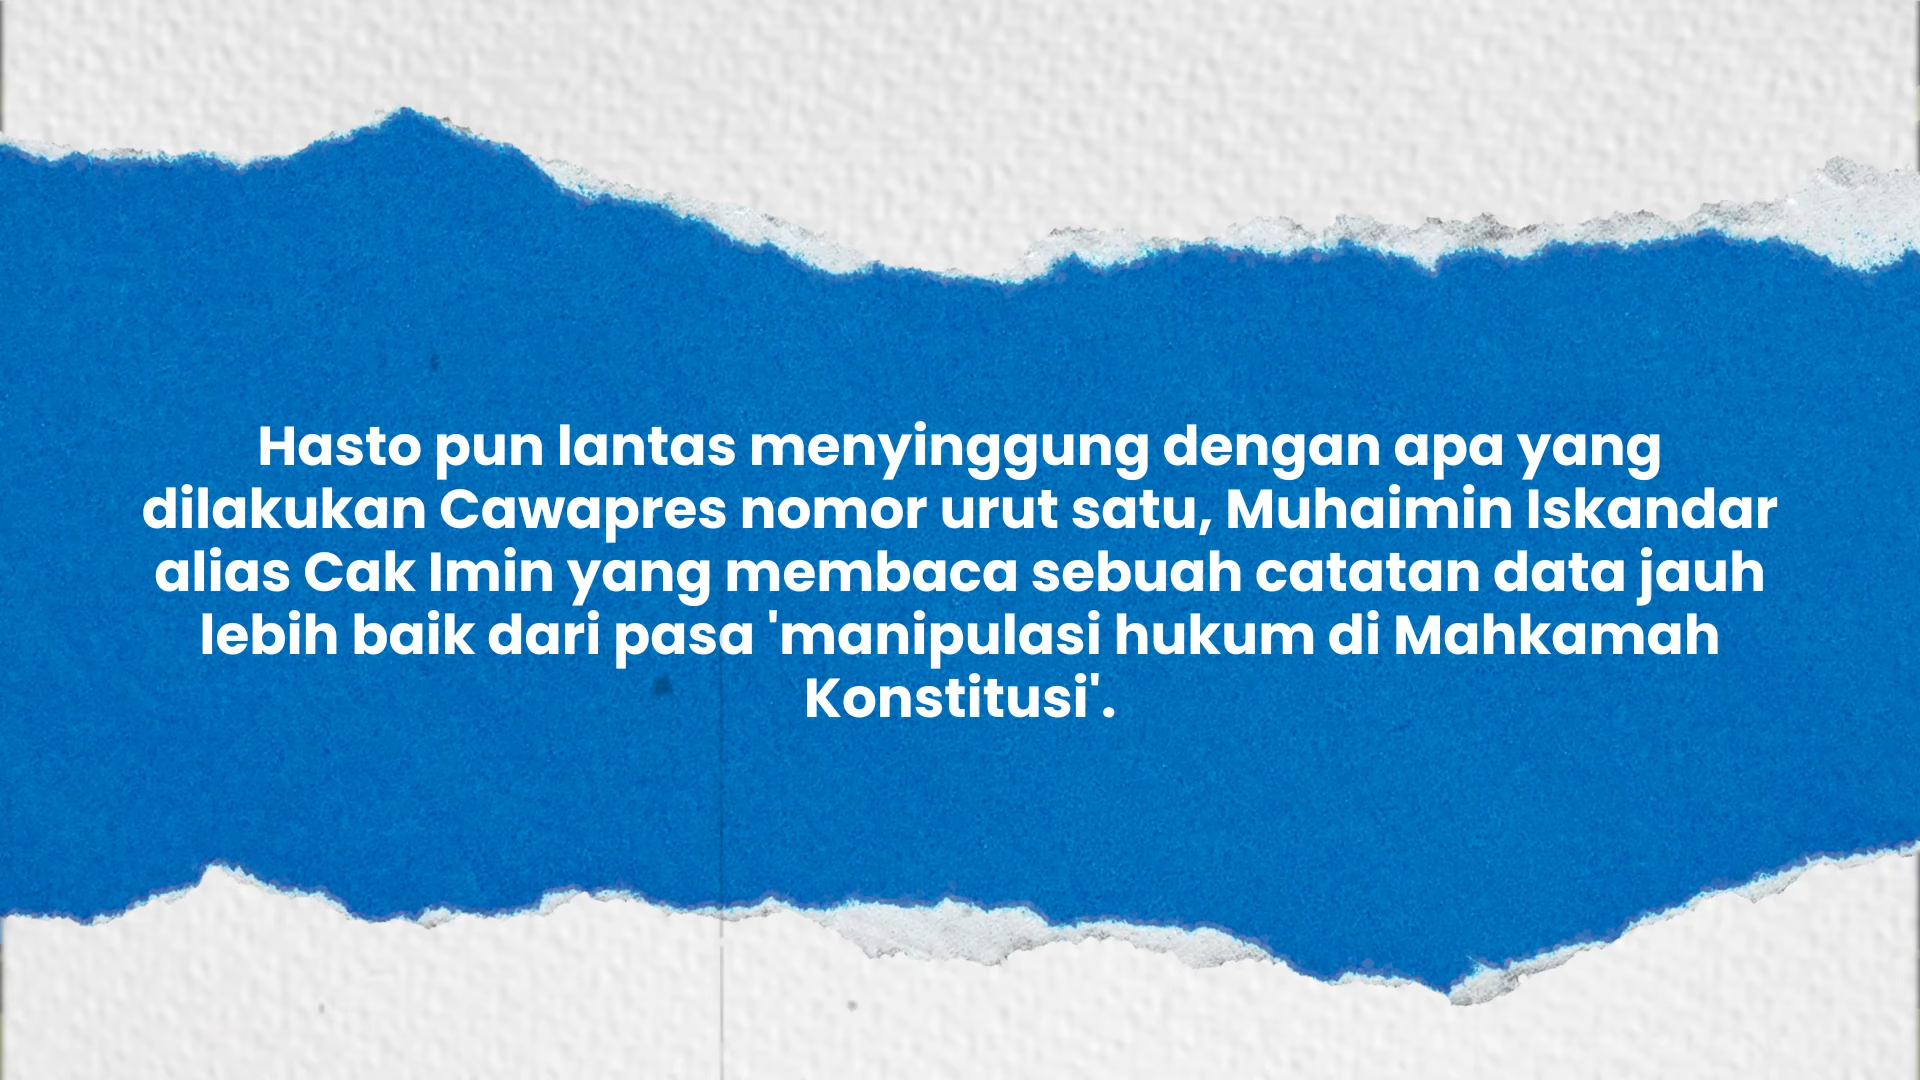 Hasto pun lantas menyinggung dengan apa yang
dilakukan Cawapres nomor urut satu, Muhaimin Iskandar
alias Cak Imin yang membaca sebuah catatan data jauh
lebih baik dari pasa 'manipulasi hukum di Mahkamah
Konstitusi'.